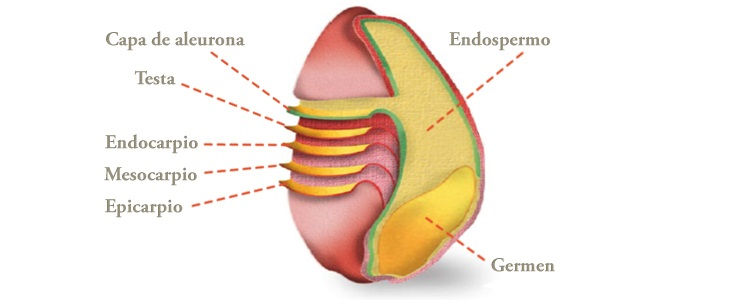 Capa de aleurona
Endospermo
Testa
Endocarpio
Mesocarpio
Epicarpio
Germen